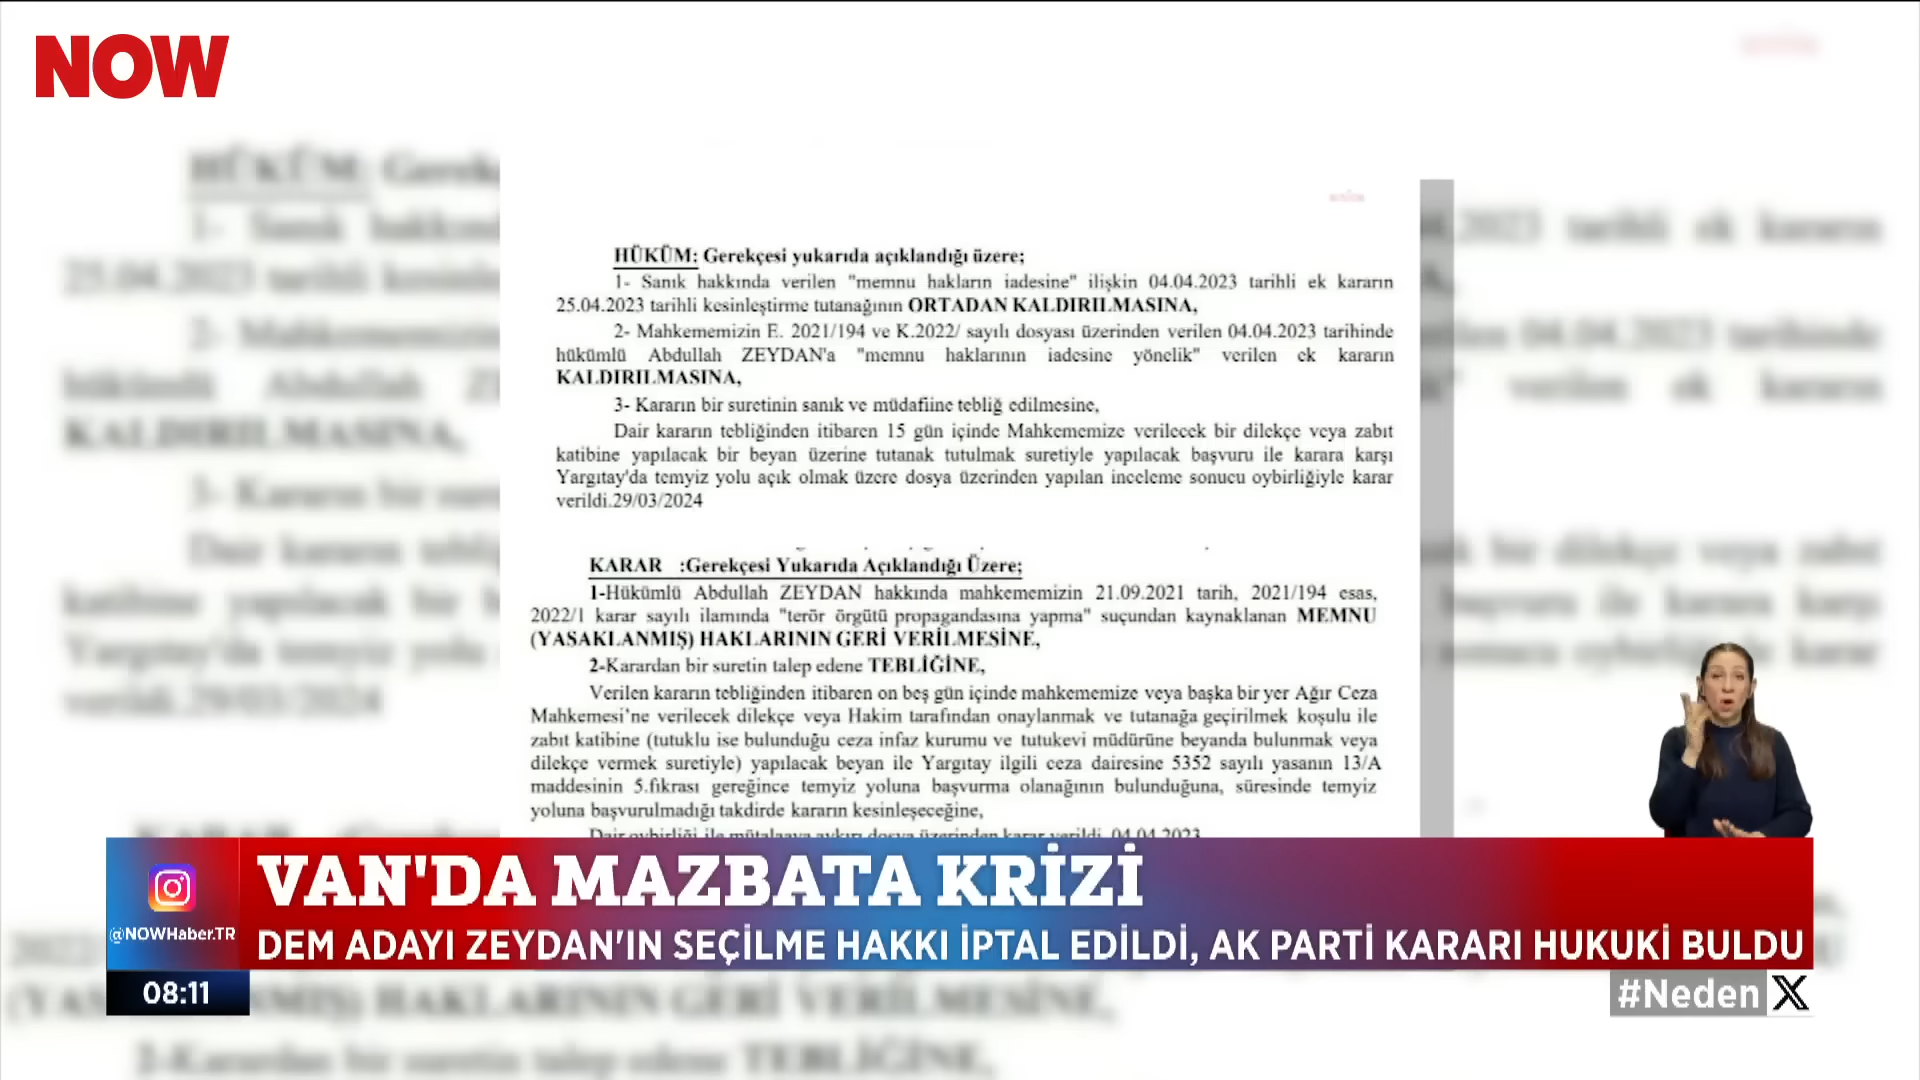 NOW
HÜKÜM: Gerekçesi yukarıda açıklandığı üzere;
1- Sanık hakkında verilen "memnu hakların iadesine" ilişkin 04.04.2023 tarihli ek kararın
25.04.2023 tarihli kesinleştirme tutanağının ORTADAN KALDIRILMASINA,
2- Mahkememizin E. 2021/194 ve K.2022/ sayılı dosyası üzerinden verilen 04.04.2023 tarihinde
hükümlü Abdullah ZEYDAN'a "memnu haklarının iadesine yönelik" verilen ek kararın
KALDIRILMASINA,
3- Kararın bir suretinin sanık ve müdafiine tebliğ edilmesine,
Dair kararın tebliğinden itibaren 15 gün içinde Mahkememize verilecek bir dilekçe veya zabıt
katibine yapılacak bir beyan üzerine tutanak tutulmak suretiyle yapılacak başvuru ile karara karşı
Yargıtay'da temyiz yolu açık olmak üzere dosya üzerinden yapılan inceleme sonucu oybirliğiyle karar
verildi.29/03/2024
KARAR :Gerekçesi Yukarıda Açıklandığı Üzere;
1-Hükümlü Abdullah ZEYDAN hakkında mahkememizin 21.09.2021 tarih, 2021/194 esas,
2022/1 karar sayılı ilamında "terör örgütü propagandasına yapma" suçundan kaynaklanan MEMNU
(YASAKLANMIŞ) HAKLARININ GERİ VERİLMESİNE,
2-Karardan bir suretin talep edene TEBLİĞİNE,
Verilen kararın tebliğinden itibaren on beş gün içinde mahkememize veya başka bir yer Ağır Ceza
Mahkemesi'ne verilecek dilekçe veya Hakim tarafından onaylanmak ve tutanağa geçirilmek koşulu ile
zabıt katibine (tutuklu ise bulunduğu ceza infaz kurumu ve tutukevi müdürüne beyanda bulunmak veya
dilekçe vermek suretiyle) yapılacak beyan ile Yargıtay ilgili ceza dairesine 5352 sayılı yasanın 13/A
maddesinin 5.fıkrası gereğince temyiz yoluna başvurma olanağının bulunduğuna, süresinde temyiz
yoluna başvurulmadığı takdirde kararın kesinleşeceğine,
Dair oybirliği ile mütalaaya aykırı dosya üzerinden karar verildi. 04.04.2023
VAN'DA MAZBATA KRİZİ
@NOWHaber.TR
DEM ADAYI ZEYDAN'IN SEÇİLME HAKKI İPTAL EDİLDİ, AK PARTİ KARARI HUKUKİ BULDU
08:11
#Neden X